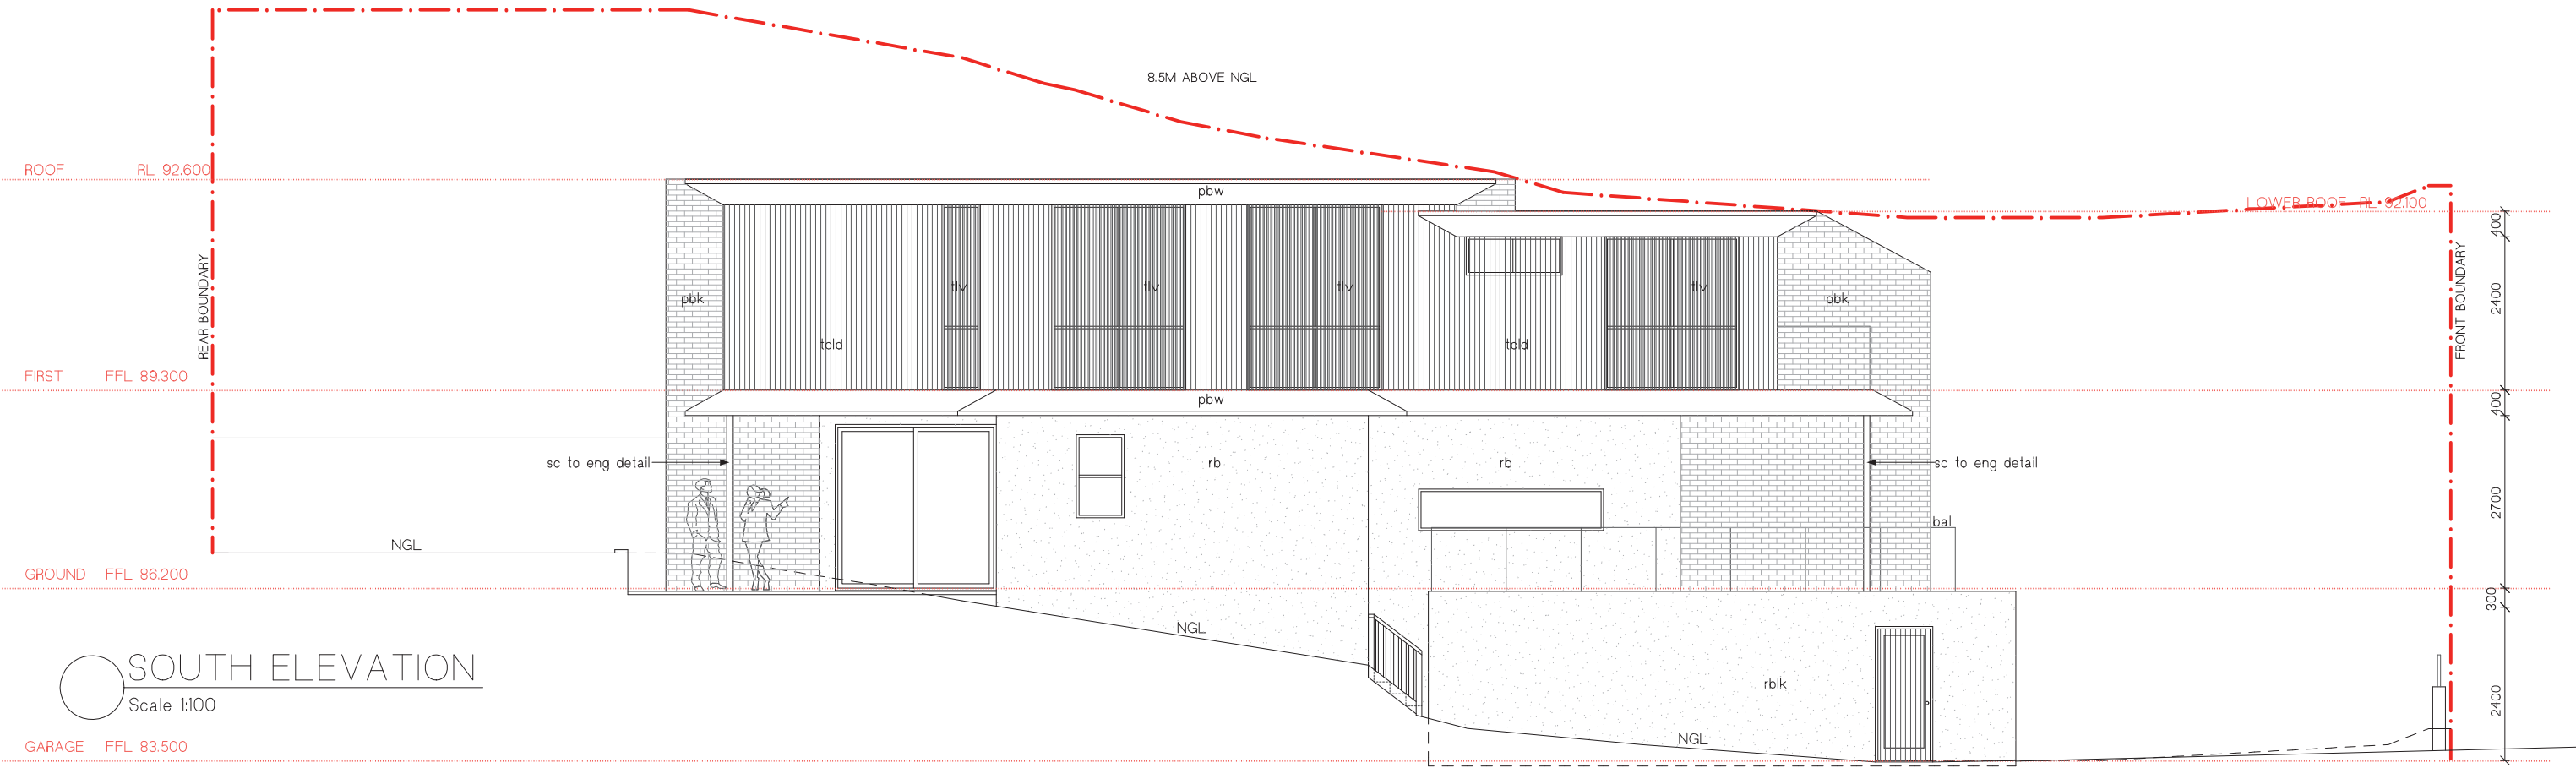 8.5M ABOVE NGL
ROOF RL 92.600
pbw
LOWER ROOF RL 92.100
400
REAR BOUNDARY
FRONT BOUNDARY
pbk
tlv
tlv
tlv
tlv
pbk
2400
tcld
tcld
FIRST FFL 89.300
pbw
400
sc to eng detail
rb
rb
sc to eng detail
2700
bal
NGL
GROUND FFL 86.200
300
NGL
SOUTH ELEVATION
Scale 1:100
rblk
2400
NGL
GARAGE FFL 83.500